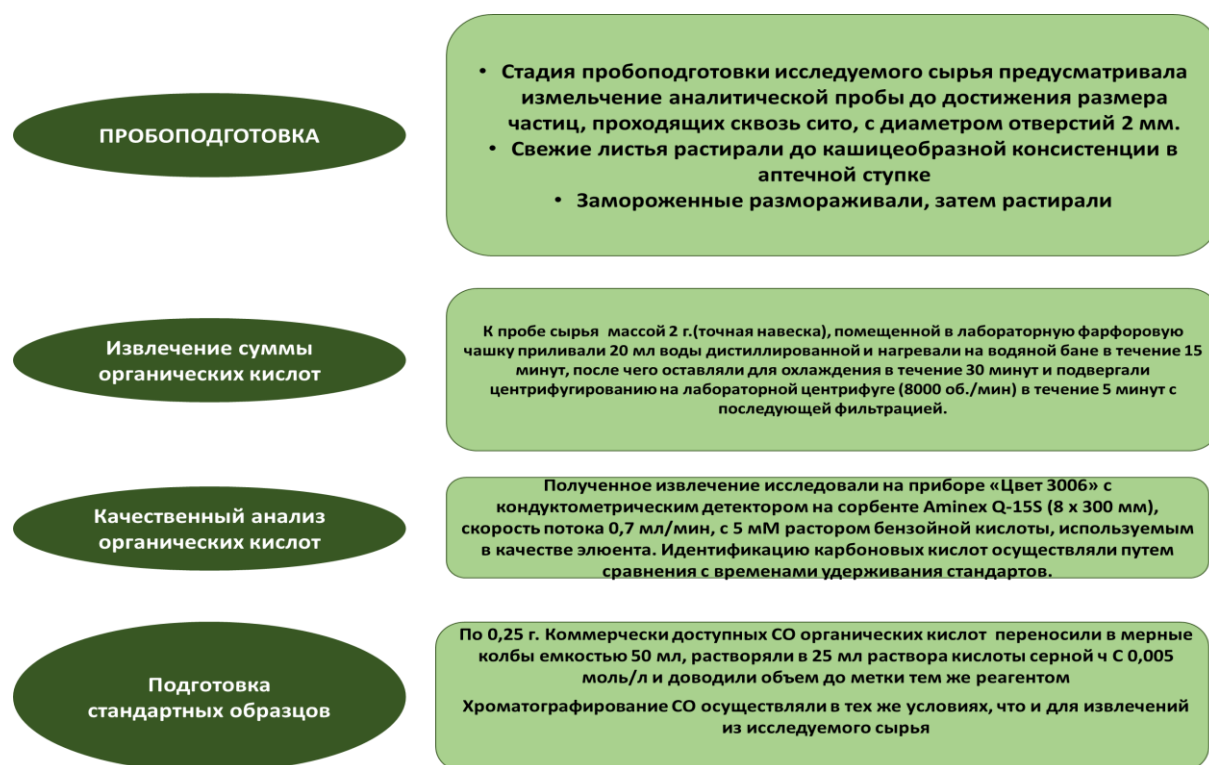 ПРОБОПОДГОТОВКА
• Стадия пробоподготовки исследуемого сырья предусматривала
измельчение аналитической пробы до достижения размера
частиц, проходящих сквозь сито, с диаметром отверстий 2 мм.
• Свежие листья растирали до кашицеобразной консистенции в
аптечной ступке
• Замороженные размораживали, затем растирали
Извлечение суммы
органических кислот
К пробе сырья массой 2 г.(точная навеска), помещенной в лабораторную фарфоровую
чашку приливали 20 мл воды дистиллированной и нагревали на водяной бане в течение 15
минут, после чего оставляли для охлаждения в течение 30 минут и подвергали
центрифугированию на лабораторной центрифуге (8000 об./мин) в течение 5 минут с
последующей фильтрацией.
Качественный анализ
органических кислот
Полученное извлечение исследовали на приборе «Цвет 3006» с
кондуктометрическим детектором на сорбенте Aminex Q-15S (8 х 300 мм),
скорость потока 0,7 мл/мин, с 5 мМ растором бензойной кислоты, используемым
в качестве элюента. Идентификацию карбоновых кислот осуществляли путем
сравнения с временами удерживания стандартов.
Подготовка
стандартных образцов
По 0,25 г. Коммерчески доступных СО органических кислот переносили в мерные
колбы емкостью 50 мл, растворяли в 25 мл раствора кислоты серной ч С 0,005
моль/л и доводили объем до метки тем же реагентом
Хроматографирование СО осуществляли в тех же условиях, что и для извлечений
из исследуемого сырья